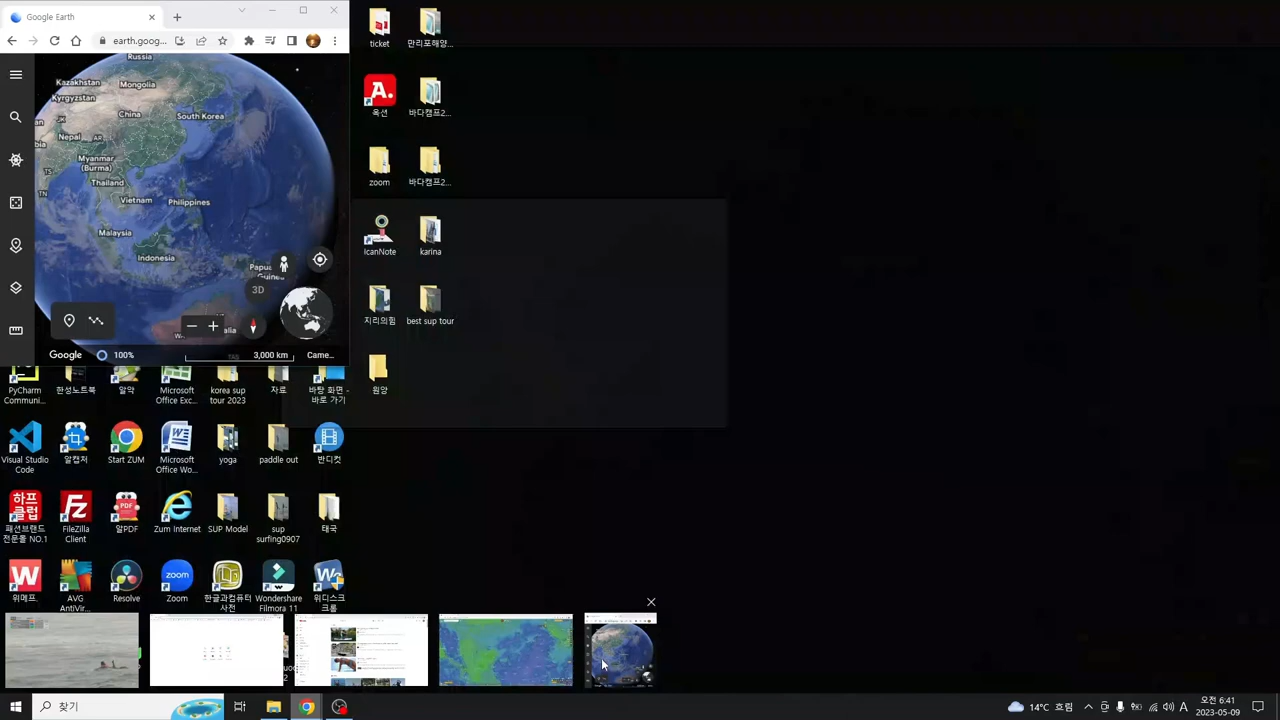 Google Earth
earth.goog...
Russia
Kazakhstan
Mongolia
Kyrgyzstan
China
South Korea
JK
Nepal
AR
Myanmar
(Burma)
TS
Thailand
TN
Vietnam
Philippines
Malaysia
Indonesia
Papua
Guinea
3D
Google
100%
3,000 km
Came...
ticket
만리포해양...
A.
옥션
바다캠프2...
zoom
바다캠프2...
IcanNote
karina
지리의힘
best sup tour
원앙
PyCharm
Communi...
한성노트북
알약
Microsoft
Office Exc...
korea sup
tour 2023
자료
바탕 화면 -
바로 가기
Visual Studio
Code
알캡처
Start ZUM
Microsoft
Office Wo...
yoga
paddle out
반디컷
하프
클럽
패션브랜드
전문몰 NO.1
FileZilla
Client
PDF
알PDF
Zum Internet
SUP Model
sup
surfing0907
태국
위메프.
AVG
AntiVir...
Resolve
zoom
Zoom
한글과컴퓨터
사전
Wondershare
Filmora 11
위디스크
크롬
찾기
14°C 흐림
A
오전 6:41
2023-05-09